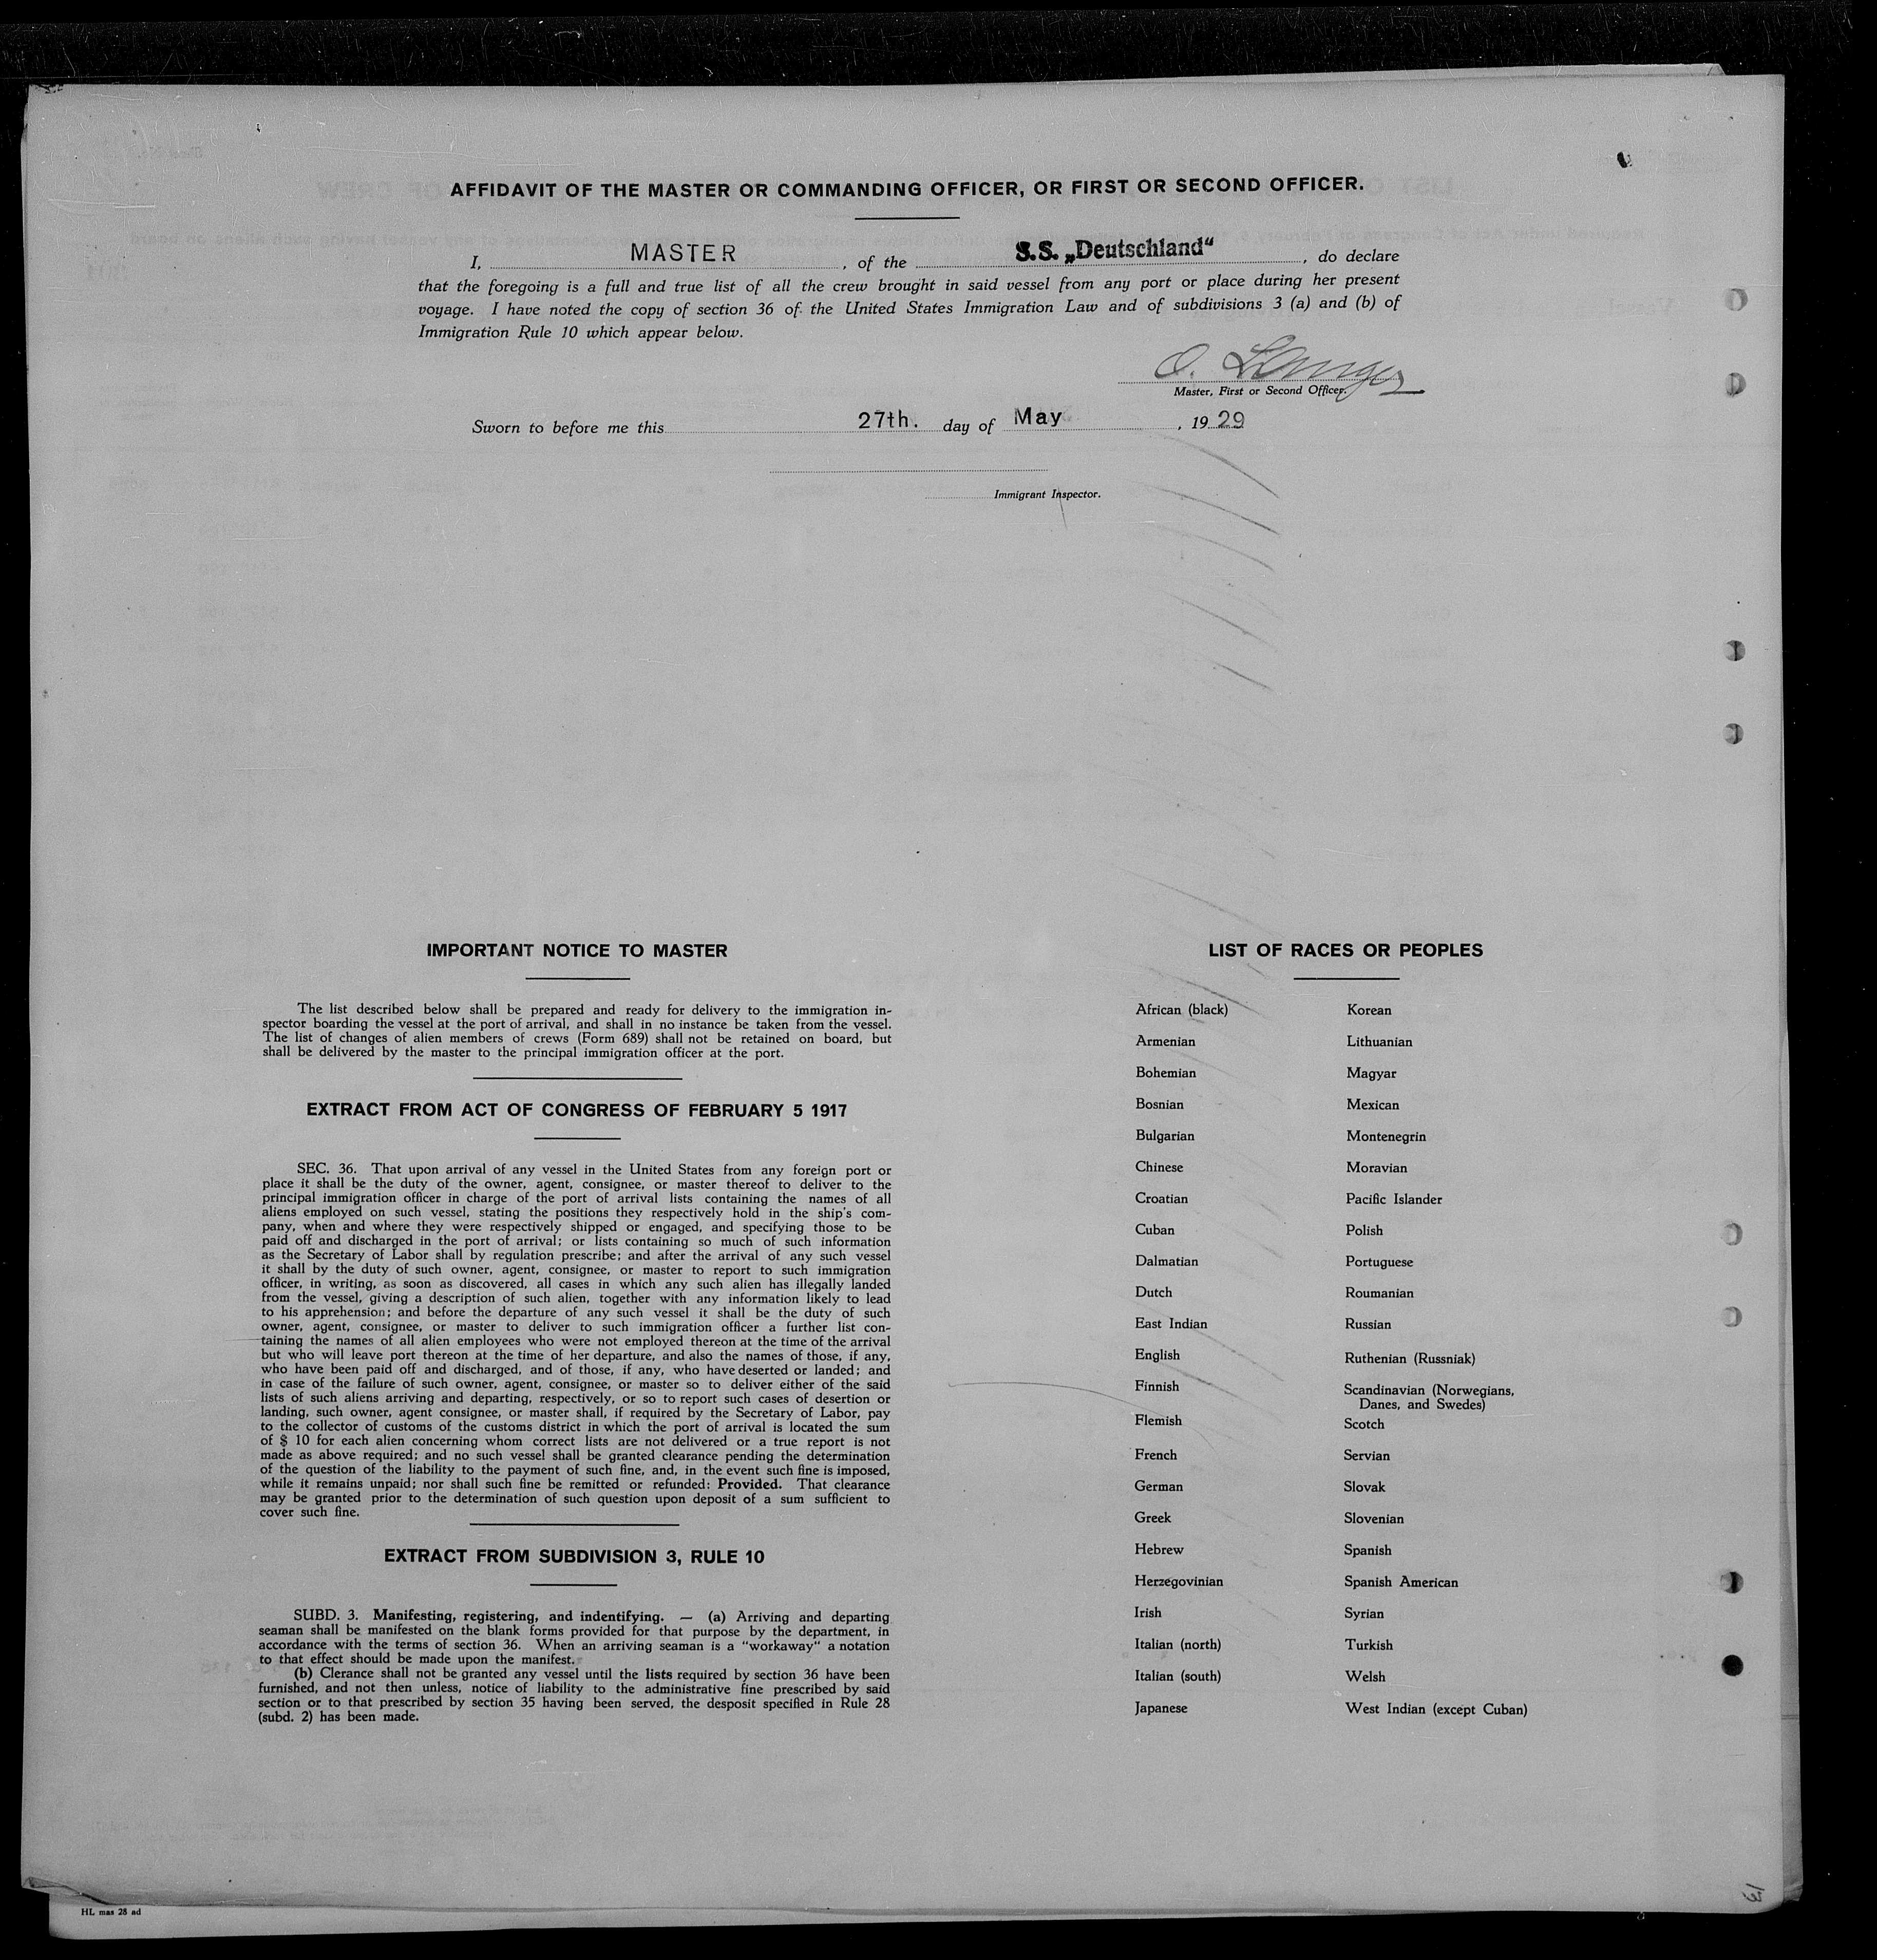 AFFIDAVIT OF THE MASTER OR COMMANDING OFFICER, OR FIRST OR SECOND OFFICER.
I, MASTER, of the S.S. „Deutschland“, do declare
that the foregoing is a full and true list of all the crew brought in said vessel from any port or place during her present
voyage. I have noted the copy of section 36 of the United States Immigration Law and of subdivisions 3 (a) and (b) of
Immigration Rule 10 which appear below.
O.
Master, First or Second Officer.
Sworn to before me this 27th. day of May, 1929
Immigrant Inspector.
IMPORTANT NOTICE TO MASTER
The list described below shall be prepared and ready for delivery to the immigration in-
spector boarding the vessel at the port of arrival, and shall in no instance be taken from the vessel.
The list of changes of alien members of crews (Form 689) shall not be retained on board, but
shall be delivered by the master to the principal immigration officer at the port.
EXTRACT FROM ACT OF CONGRESS OF FEBRUARY 5 1917
SEC. 36. That upon arrival of any vessel in the United States from any foreign port or
place it shall be the duty of the owner, agent, consignee, or master thereof to deliver to the
principal immigration officer in charge of the port of arrival lists containing the names of all
aliens employed on such vessel, stating the positions they respectively hold in the ship's com-
pany, when and where they were respectively shipped or engaged, and specifying those to be
paid off and discharged in the port of arrival; or lists containing so much of such information
as the Secretary of Labor shall by regulation prescribe; and after the arrival of any such vessel
it shall by the duty of such owner, agent, consignee, or master to report to such immigration
officer, in writing, as soon as discovered, all cases in which any such alien has illegally landed
from the vessel, giving a description of such alien, together with any information likely to lead
to his apprehension; and before the departure of any such vessel it shall be the duty of such
owner, agent, consignee, or master to deliver to such immigration officer a further list con-
taining the names of all alien employees who were not employed thereon at the time of the arrival
but who will leave port thereon at the time of her departure, and also the names of those, if any,
who have been paid off and discharged, and of those, if any, who have deserted or landed; and
in case of the failure of such owner, agent, consignee, or master so to deliver either of the said
lists of such aliens arriving and departing, respectively, or so to report such cases of desertion or
landing, such owner, agent consignee, or master shall, if required by the Secretary of Labor, pay
to the collector of customs of the customs district in which the port of arrival is located the sum
of $ 10 for each alien concerning whom correct lists are not delivered or a true report is not
made as above required; and no such vessel shall be granted clearance pending the determination
of the question of the liability to the payment of such fine, and, in the event such fine is imposed,
while it remains unpaid; nor shall such fine be remitted or refunded: Provided. That clearance
may be granted prior to the determination of such question upon deposit of a sum sufficient to
cover such fine.
EXTRACT FROM SUBDIVISION 3, RULE 10
SUBD. 3. Manifesting, registering, and indentifying. — (a) Arriving and departing
seaman shall be manifested on the blank forms provided for that purpose by the department, in
accordance with the terms of section 36. When an arriving seaman is a “workaway“ a notation
to that effect should be made upon the manifest.
(b) Clerance shall not be granted any vessel until the lists required by section 36 have been
furnished, and not then unless, notice of liability to the administrative fine prescribed by said
section or to that prescribed by section 35 having been served, the desposit specified in Rule 28
(subd. 2) has been made.
LIST OF RACES OR PEOPLES
African (black)
Armenian
Bohemian
Bosnian
Bulgarian
Chinese
Croatian
Cuban
Dalmatian
Dutch
East Indian
English
Finnish
Flemish
French
German
Greek
Hebrew
Herzegovinian
Irish
Italian (north)
Italian (south)
Japanese
Korean
Lithuanian
Magyar
Mexican
Montenegrin
Moravian
Pacific Islander
Polish
Portuguese
Roumanian
Russian
Ruthenian (Russniak)
Scandinavian (Norwegians,
Danes, and Swedes)
Scotch
Servian
Slovak
Slovenian
Spanish
Spanish American
Syrian
Turkish
Welsh
West Indian (except Cuban)
HL mas 28 ad
13